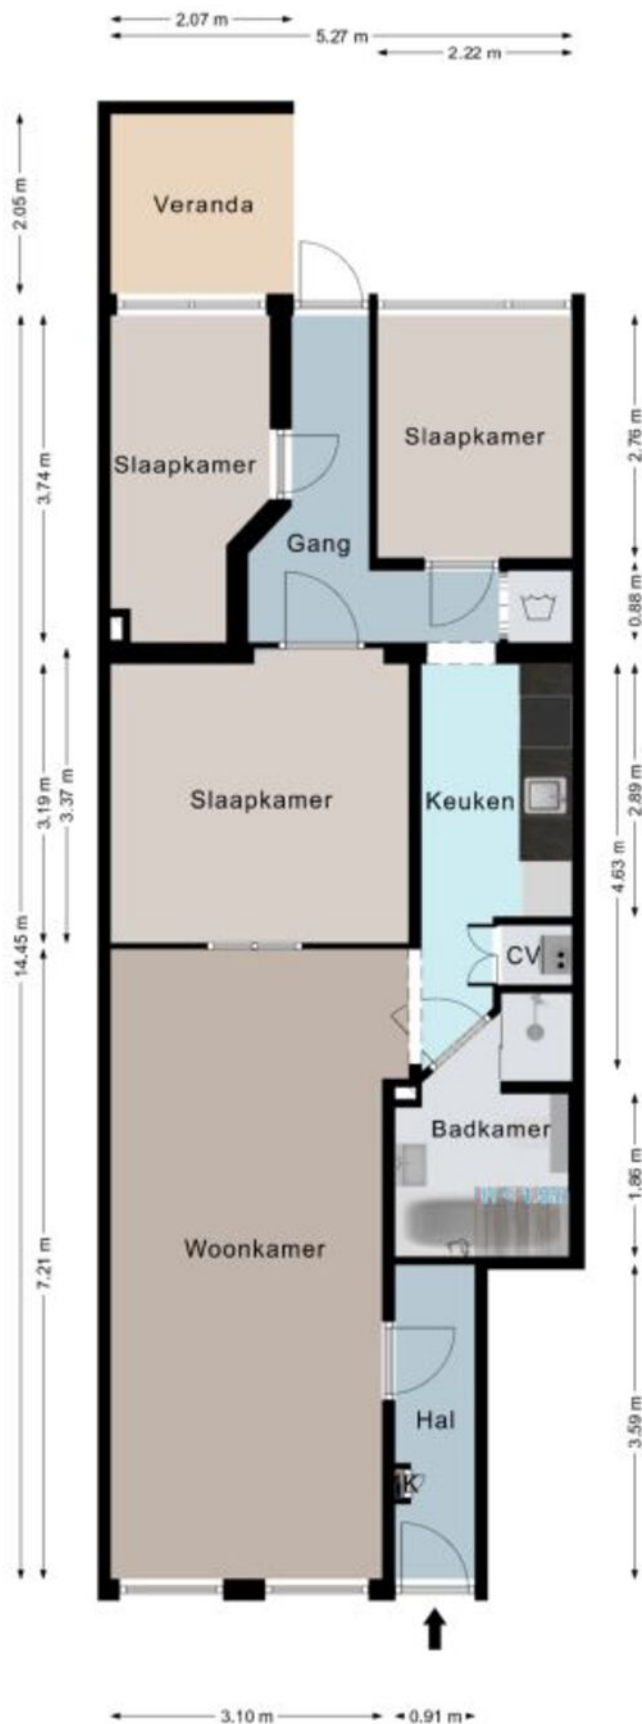 2.07 m
5.27 m
2.22 m
2.05 m
Veranda
3.74 m
Slaapkamer
Slaapkamer
2.76 m
Gang
0.88 m
14.45 m
3.19 m
3.37 m
Slaapkamer
Keuken
2.89 m
4.63 m
CV
Badkamer
1.86 m
7.21 m
Woonkamer
Hal
3.59 m
3.10 m
0.91 m